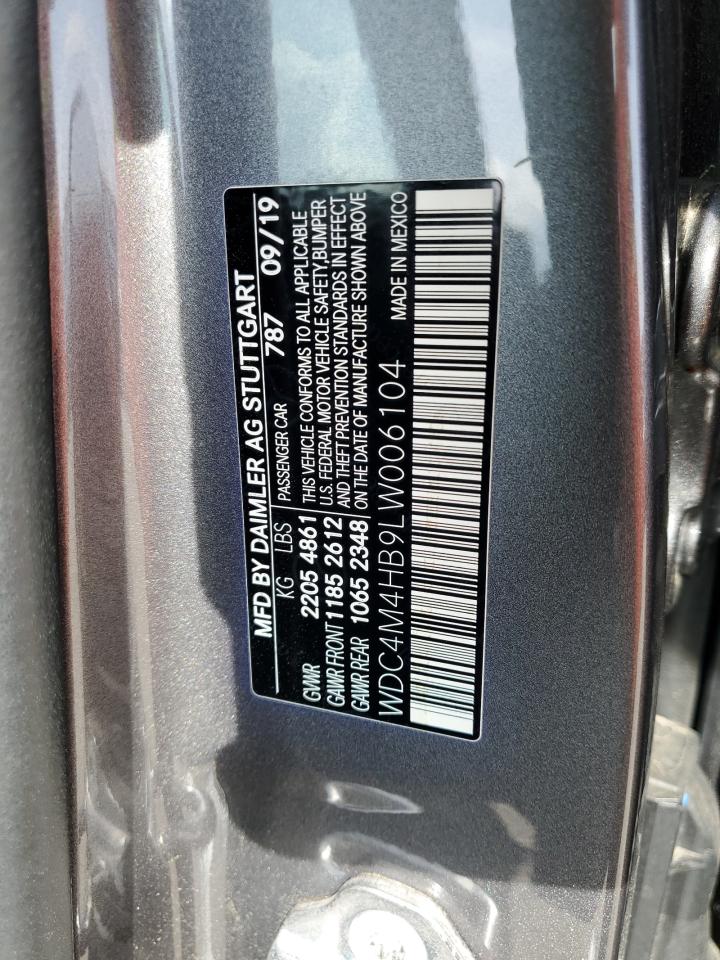 MFD BY DAIMLER AG STUTTGART
KG LBS PASSENGER CAR 787 09/19
GVWR 2205 4861 THIS VEHICLE CONFORMS TO ALL APPLICABLE
GAWR FRONT 1185 2612 U.S. FEDERAL MOTOR VEHICLE SAFETY,BUMPER
GAWR REAR 1065 2348 AND THEFT PREVENTION STANDARDS IN EFFECT
ON THE DATE OF MANUFACTURE SHOWN ABOVE
WDC4M4HB9LW006104 MADE IN MEXICO